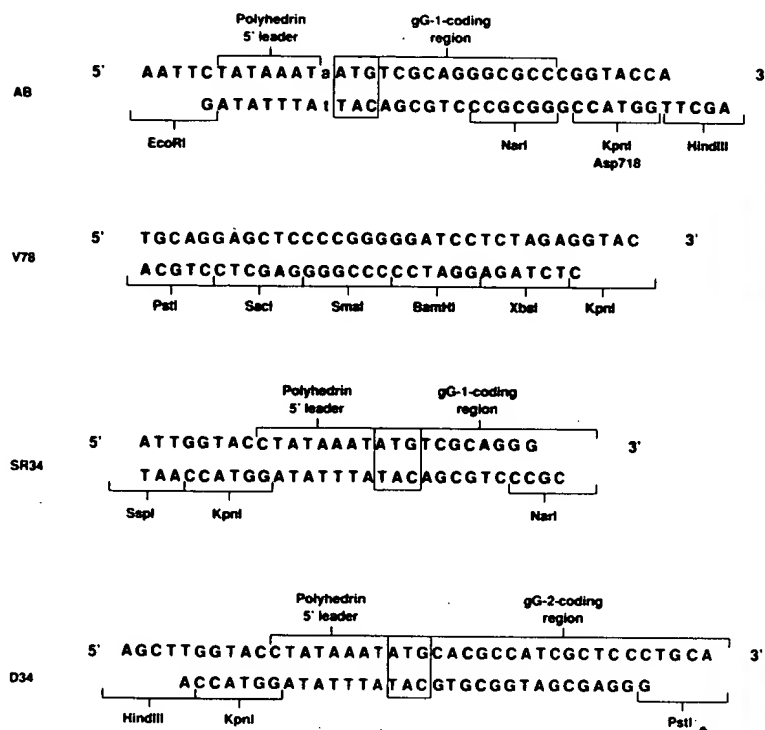 Polyhedrin 5' leader gG-1-coding region
AB
5' AATTCTATAAATaATGTCGCAGGGCGCCCGGTACCA 3
GATATTTAtTACAGCGTCCCGCGGGCCATGGTTCGA
EcoRI NarI KpnI HindIII
Asp718
5' TGCAGGAGCTCCCCGGGGGATCCTCTAGAGGTAC 3'
V78
ACGTCCTCGAGGGGCCCCCTAGGAGATCTC
PstI SacI SmaI BamHI XbaI KpnI
Polyhedrin 5' leader gG-1-coding region
5' ATTGGTACCTATAAATATGTCGCAGGG 3'
SR34
TAACCATGGATATTTATACAGCGTCCCGC
SspI KpnI NarI
Polyhedrin 5' leader gG-2-coding region
5' AGCTTGGTACCTATAAATATGCACGCCATCGCTCCCTGCA 3'
D34
ACCATGGATATTTATACGTGCGGTAGCGAGGG
HindIII KpnI PstI